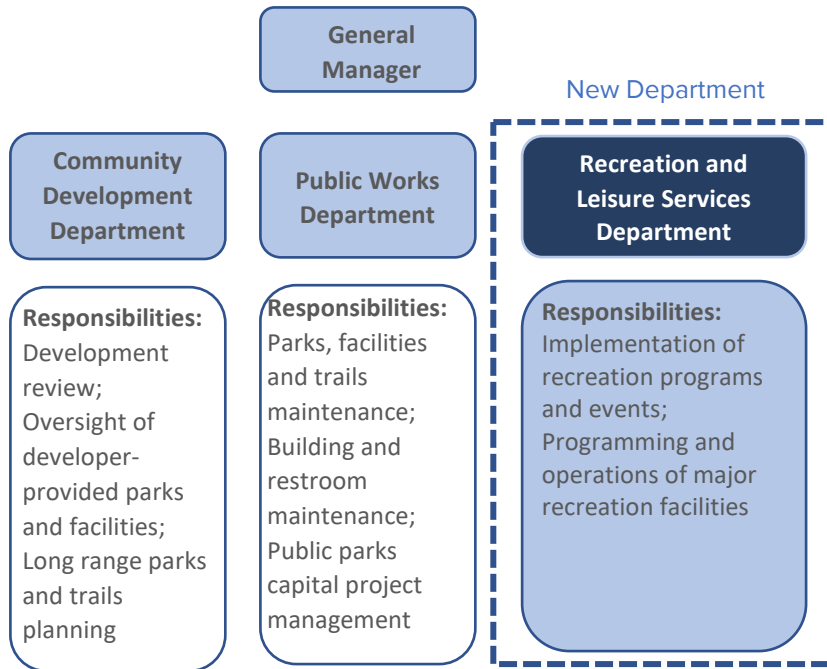 General
Manager
New Department
Community
Development
Department
Public Works
Department
Recreation and
Leisure Services
Department
Responsibilities:
Development
review;
Oversight of
developer-
provided parks
and facilities;
Long range parks
and trails
planning
Responsibilities:
Parks, facilities
and trails
maintenance;
Building and
restroom
maintenance;
Public parks
capital project
management
Responsibilities:
Implementation of
recreation programs
and events;
Programming and
operations of major
recreation facilities